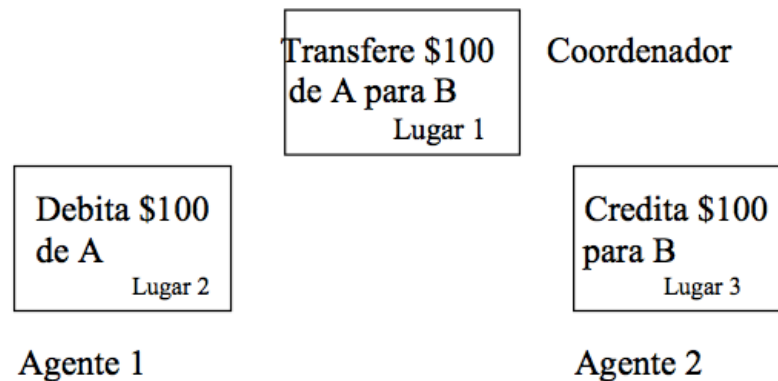 Transfere $100
de A para B
Lugar 1
Coordenador
Debita $100
de A
Lugar 2
Agente 1
Credita $100
para B
Lugar 3
Agente 2